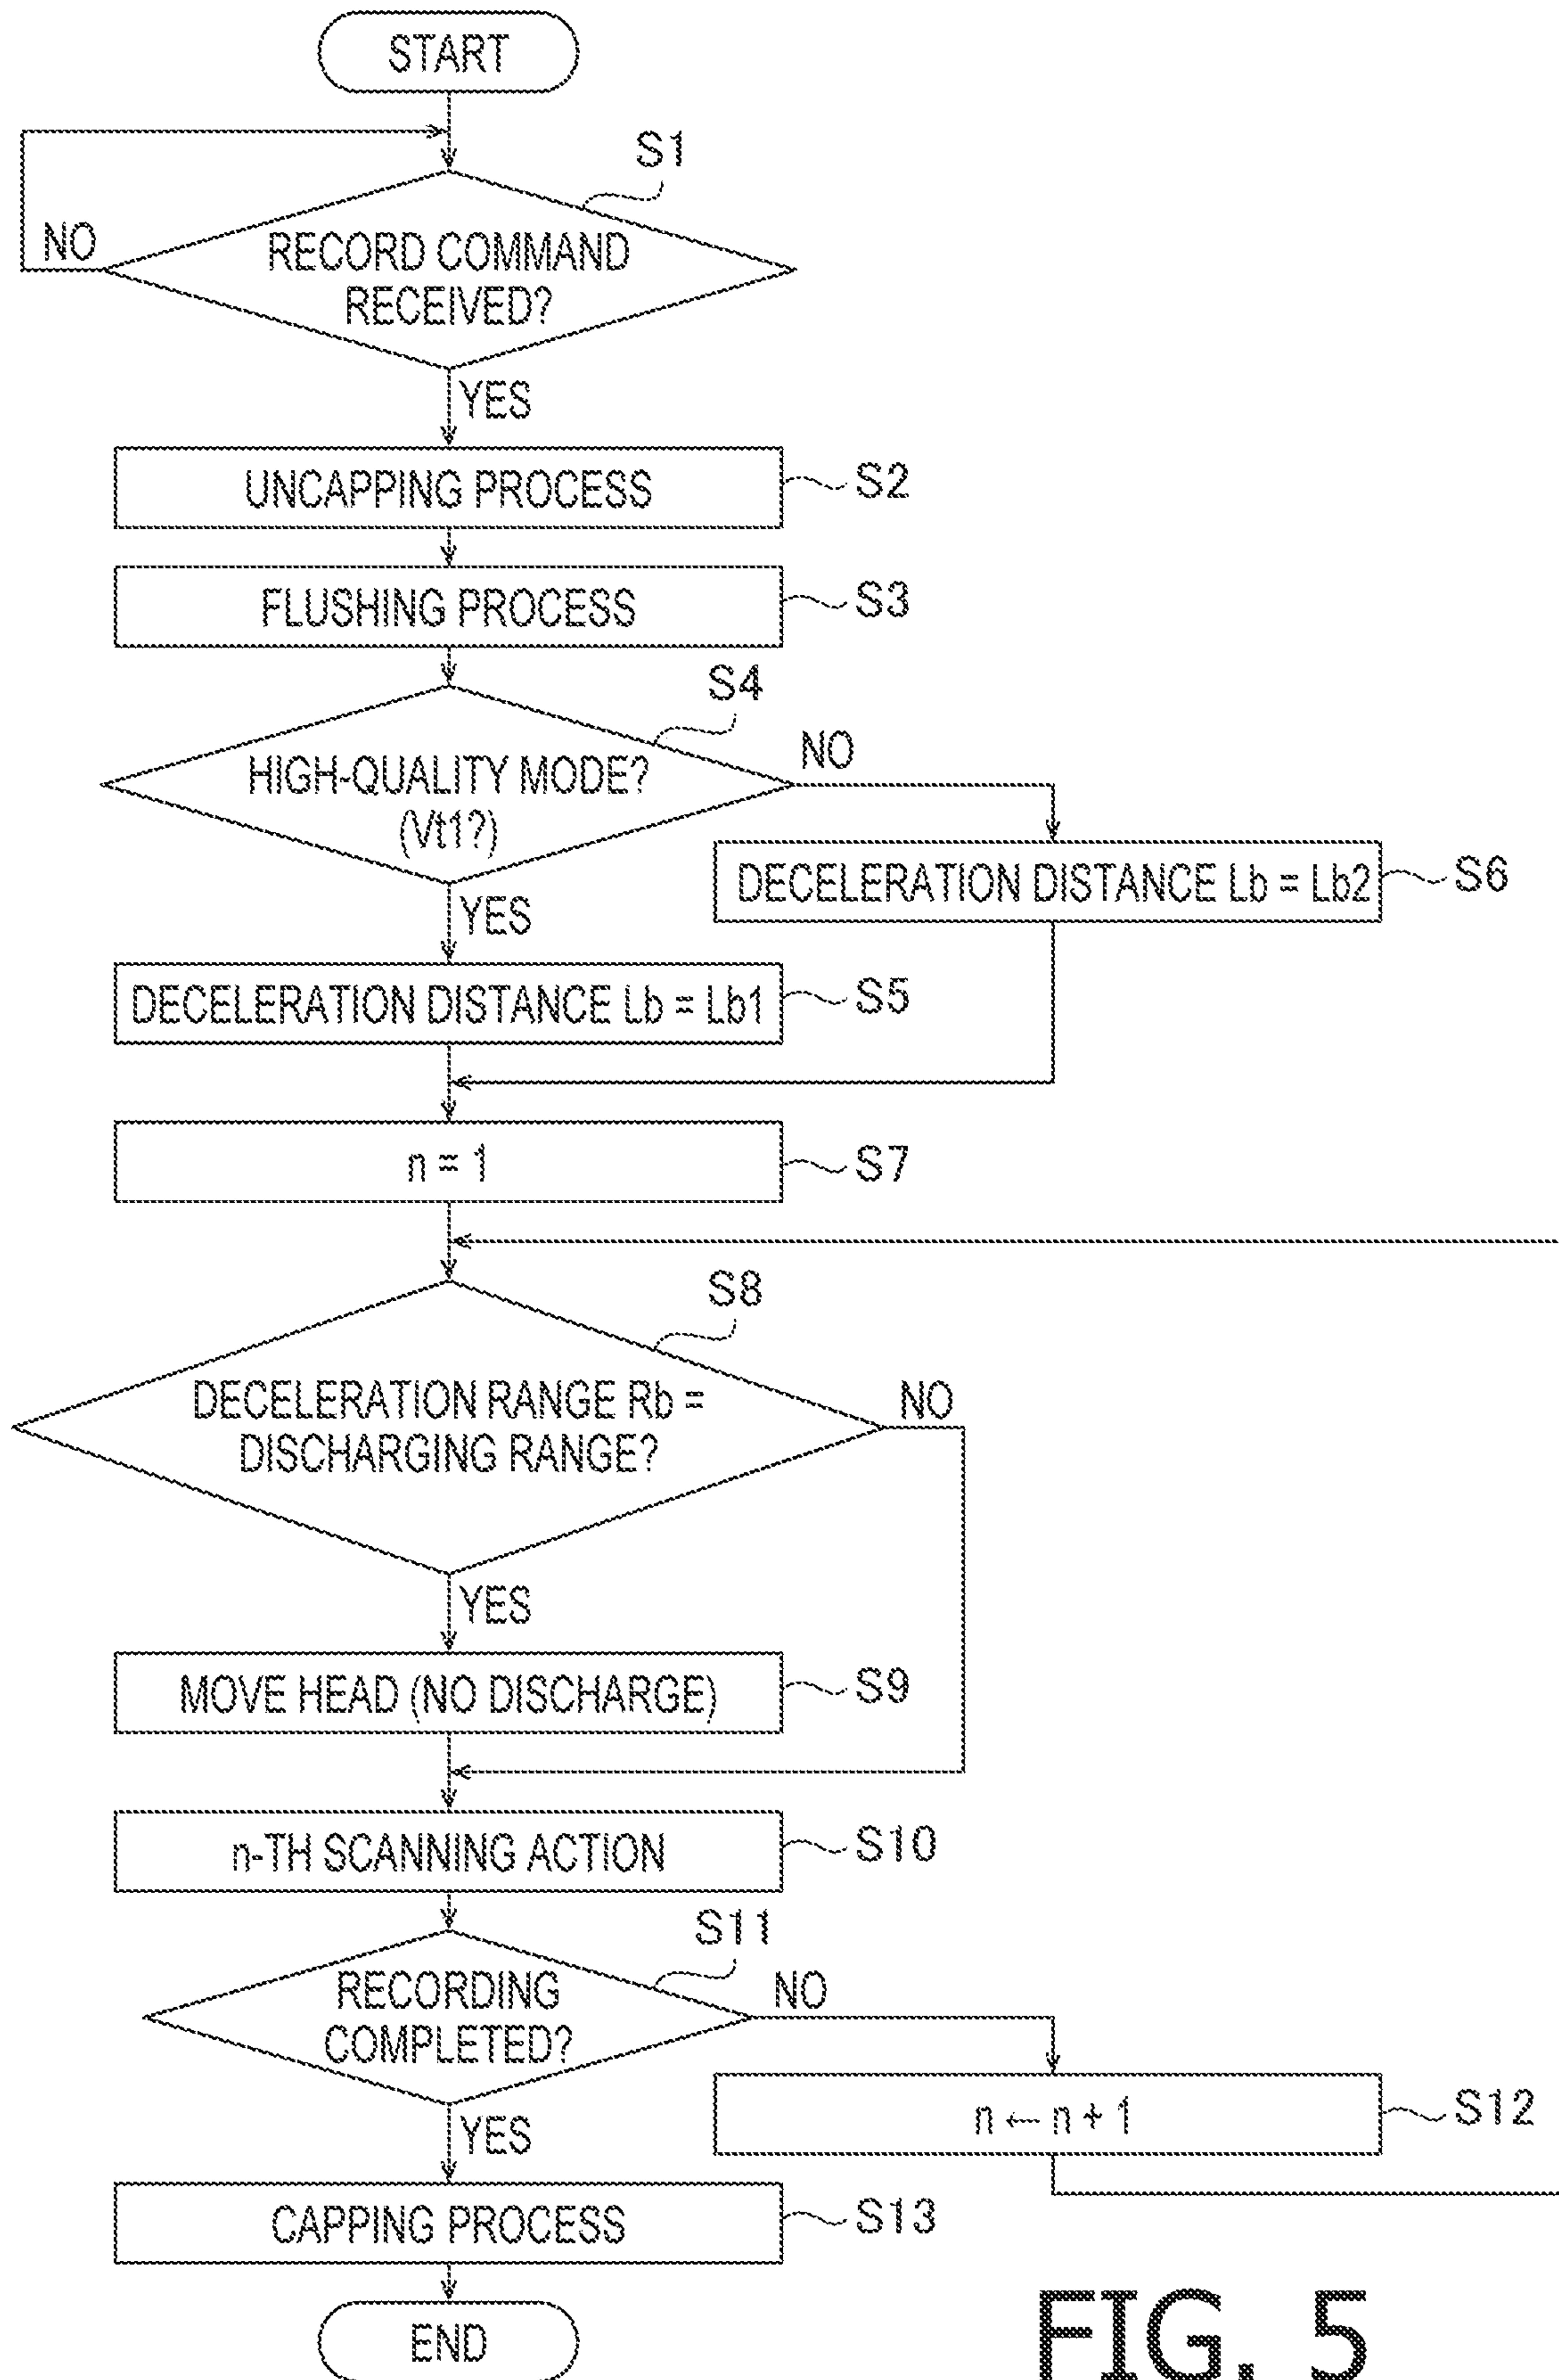 START
S1
NO
RECORD COMMAND
RECEIVED?
YES
UNCAPPING PROCESS
S2
FLUSHING PROCESS
S3
S4
HIGH-QUALITY MODE?
(Vt1?)
NO
DECELERATION DISTANCE Lb = Lb2
S6
YES
DECELERATION DISTANCE Lb = Lb1
S5
n = 1
S7
S8
DECELERATION RANGE Rb =
DISCHARGING RANGE?
NO
YES
MOVE HEAD (NO DISCHARGE)
S9
n-TH SCANNING ACTION
S10
S11
RECORDING
COMPLETED?
NO
n ← n + 1
S12
YES
CAPPING PROCESS
S13
END
FIG. 5